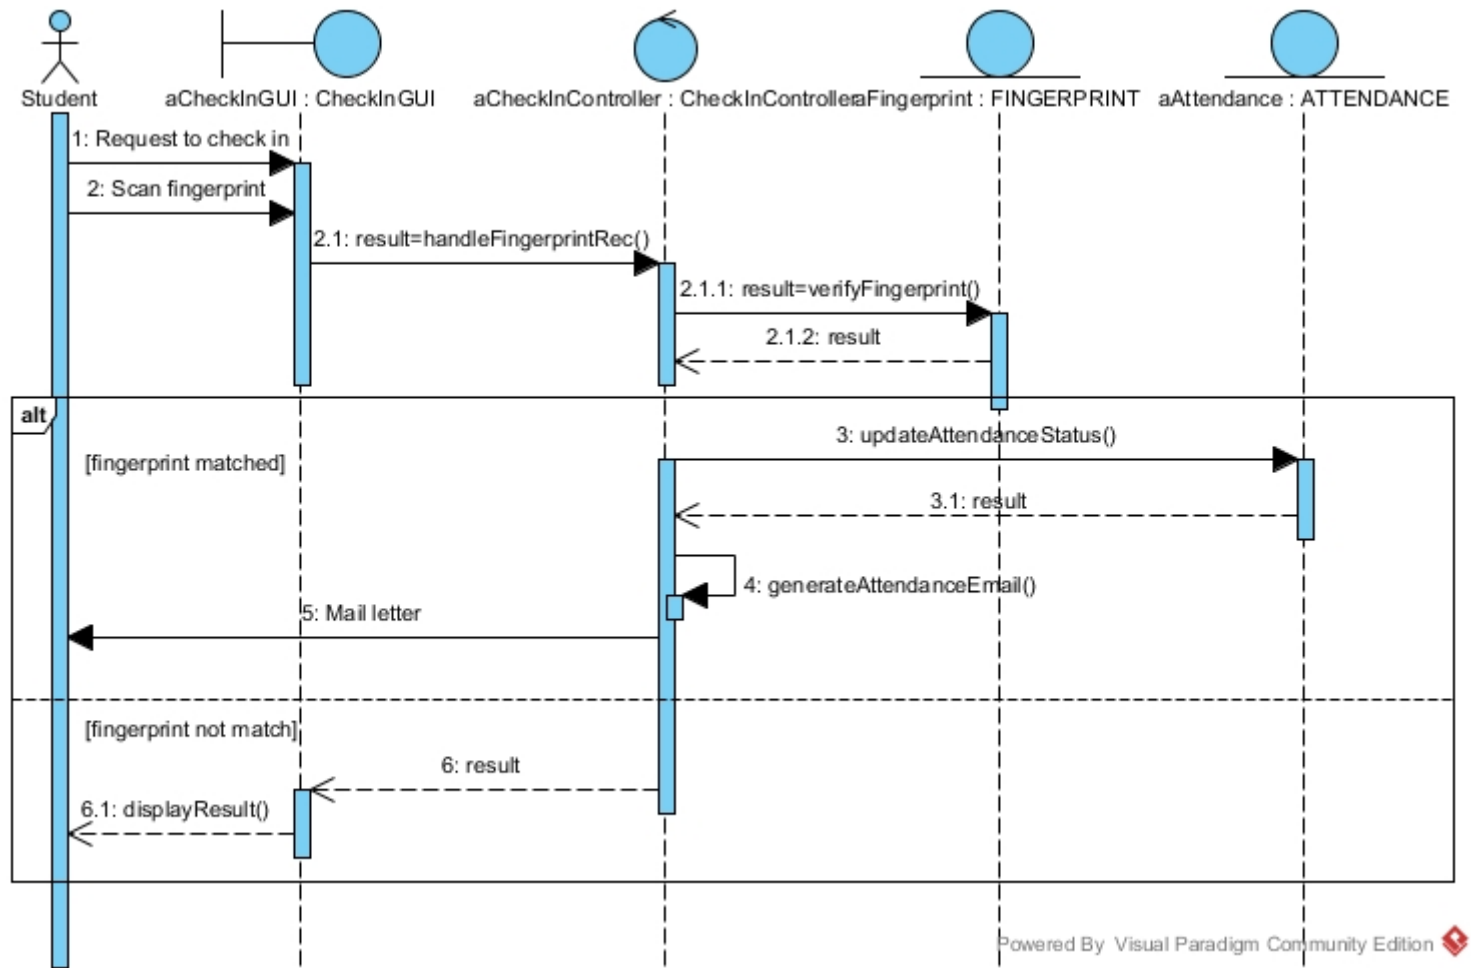 Student
aCheckInGUI : CheckInGUI
aCheckInController : CheckInController
aFingerprint : FINGERPRINT
aAttendance : ATTENDANCE
1: Request to check in
2: Scan fingerprint
2.1: result=handleFingerprintRec()
2.1.1: result=verifyFingerprint()
2.1.2: result
alt
3: updateAttendanceStatus()
[fingerprint matched]
3.1: result
4: generateAttendanceEmail()
5: Mail letter
[fingerprint not match]
6: result
6.1: displayResult()
Powered By Visual Paradigm Community Edition